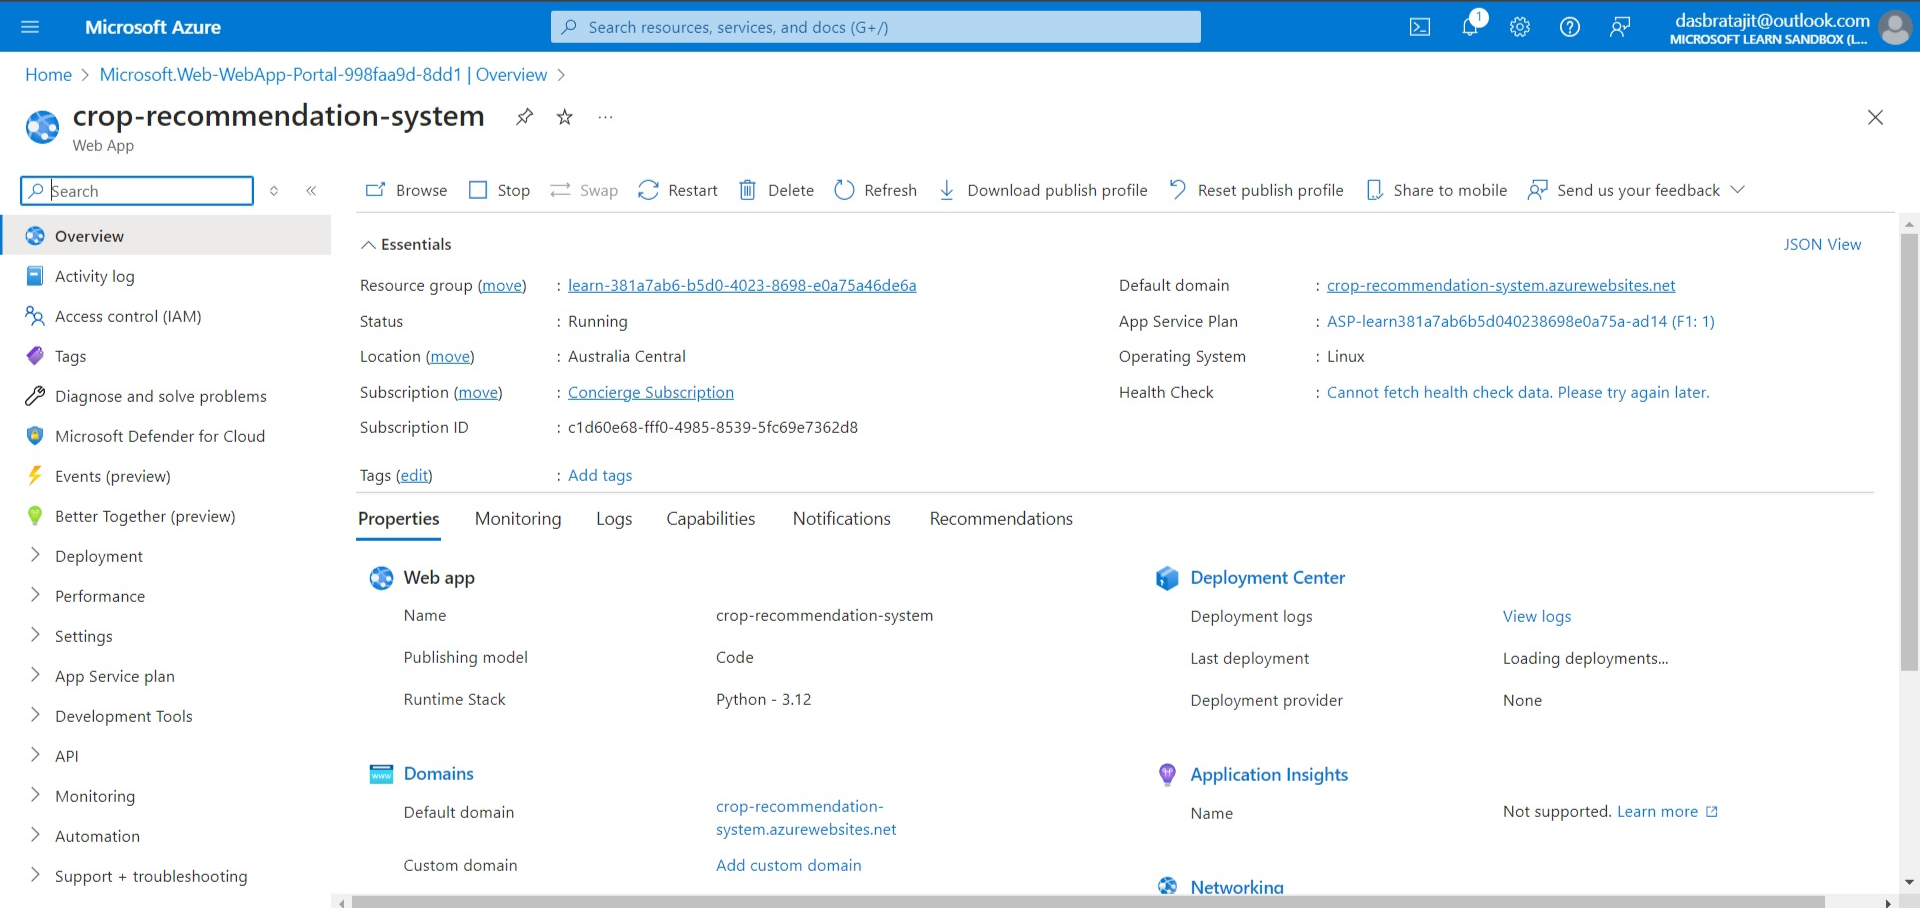 Microsoft Azure
Search resources, services, and docs (G+/)
1
dasbratajit@outlook.com
MICROSOFT LEARN SANDBOX (L...
Home > Microsoft.Web-WebApp-Portal-998faa9d-8dd1 | Overview >
crop-recommendation-system
Web App
Search
Overview
Activity log
Access control (IAM)
Tags
Diagnose and solve problems
Microsoft Defender for Cloud
Events (preview)
Better Together (preview)
Deployment
Performance
Settings
App Service plan
Development Tools
API
Monitoring
Automation
Support + troubleshooting
Browse Stop Swap Restart Delete Refresh Download publish profile Reset publish profile Share to mobile Send us your feedback
Essentials
JSON View
Resource group (move) : learn-381a7ab6-b5d0-4023-8698-e0a75a46de6a
Status : Running
Location (move) : Australia Central
Subscription (move) : Concierge Subscription
Subscription ID : c1d60e68-fff0-4985-8539-5fc69e7362d8
Default domain : crop-recommendation-system.azurewebsites.net
App Service Plan : ASP-learn381a7ab6b5d040238698e0a75a-ad14 (F1: 1)
Operating System : Linux
Health Check : Cannot fetch health check data. Please try again later.
Tags (edit) : Add tags
Properties Monitoring Logs Capabilities Notifications Recommendations
Web app
Name crop-recommendation-system
Publishing model Code
Runtime Stack Python - 3.12
Domains
Default domain crop-recommendation-
system.azurewebsites.net
Custom domain Add custom domain
Deployment Center
Deployment logs View logs
Last deployment Loading deployments...
Deployment provider None
Application Insights
Name Not supported. Learn more
Networking